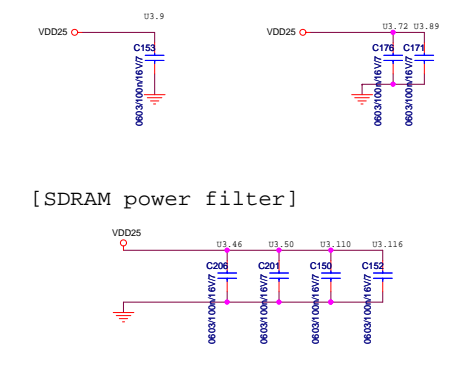 U3.9
VDD25
C153
0603/100n/16V/7
U3.72 U3.89
VDD25
C176 C171
0603/100n/16V/7
0603/100n/16V/7
[SDRAM power filter]
VDD25
U3.46 U3.50 U3.110 U3.116
C206 C201 C150 C152
0603/100n/16V/7
0603/100n/16V/7
0603/100n/16V/7
0603/100n/16V/7